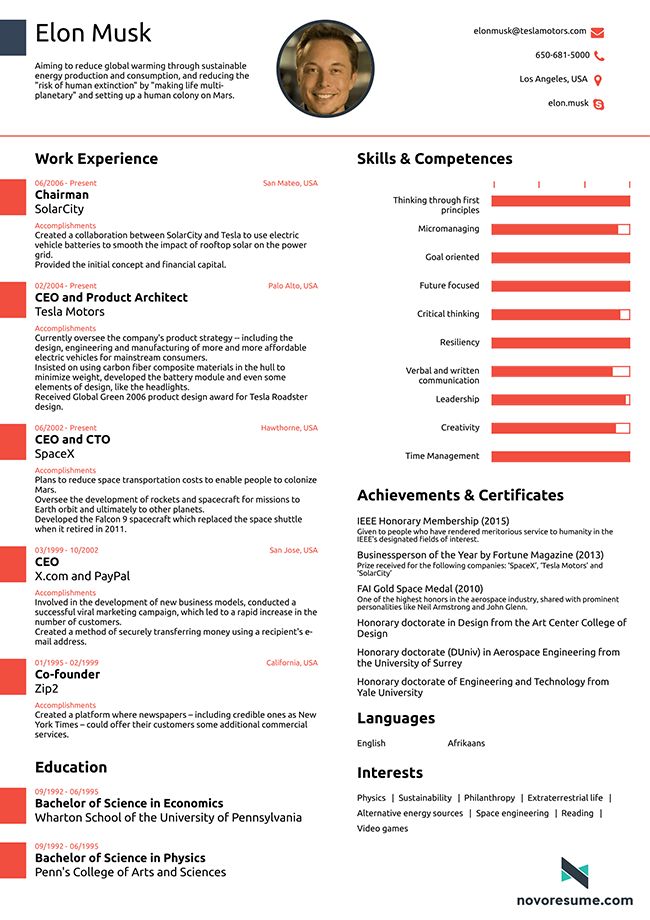 Elon Musk
Aiming to reduce global warming through sustainable
energy production and consumption, and reducing the
"risk of human extinction" by "making life multi-
planetary" and setting up a human colony on Mars.
elonmusk@teslamotors.com
650-681-5000
Los Angeles, USA
elon.musk
Work Experience
06/2006 - Present San Mateo, USA
Chairman
SolarCity
Accomplishments
Created a collaboration between SolarCity and Tesla to use electric
vehicle batteries to smooth the impact of rooftop solar on the power
grid.
Provided the initial concept and financial capital.
02/2004 - Present Palo Alto, USA
CEO and Product Architect
Tesla Motors
Accomplishments
Currently oversee the company's product strategy -- including the
design, engineering and manufacturing of more and more affordable
electric vehicles for mainstream consumers.
Insisted on using carbon fiber composite materials in the hull to
minimize weight, developed the battery module and even some
elements of design, like the headlights.
Received Global Green 2006 product design award for Tesla Roadster
design.
06/2002 - Present Hawthorne, USA
CEO and CTO
SpaceX
Accomplishments
Plans to reduce space transportation costs to enable people to colonize
Mars.
Oversee the development of rockets and spacecraft for missions to
Earth orbit and ultimately to other planets.
Developed the Falcon 9 spacecraft which replaced the space shuttle
when it retired in 2011.
03/1999 - 10/2002 San Jose, USA
CEO
X.com and PayPal
Accomplishments
Involved in the development of new business models, conducted a
successful viral marketing campaign, which led to a rapid increase in the
number of customers.
Created a method of securely transferring money using a recipient's e-
mail address.
01/1995 - 02/1999 California, USA
Co-founder
Zip2
Accomplishments
Created a platform where newspapers – including credible ones as New
York Times – could offer their customers some additional commercial
services.
Education
09/1992 - 06/1995
Bachelor of Science in Economics
Wharton School of the University of Pennsylvania
09/1992 - 06/1995
Bachelor of Science in Physics
Penn's College of Arts and Sciences
Skills & Competences
Thinking through first
principles
Micromanaging
Goal oriented
Future focused
Critical thinking
Resiliency
Verbal and written
communication
Leadership
Creativity
Time Management
Achievements & Certificates
IEEE Honorary Membership (2015)
Given to people who have rendered meritorious service to humanity in the
IEEE's designated fields of interest.
Businessperson of the Year by Fortune Magazine (2013)
Prize received for the following companies: 'SpaceX', 'Tesla Motors' and
'SolarCity'
FAI Gold Space Medal (2010)
One of the highest honors in the aerospace industry, shared with prominent
personalities like Neil Armstrong and John Glenn.
Honorary doctorate in Design from the Art Center College of
Design
Honorary doctorate (DUniv) in Aerospace Engineering from
the University of Surrey
Honorary doctorate of Engineering and Technology from
Yale University
Languages
English Afrikaans
Interests
Physics | Sustainability | Philanthropy | Extraterrestrial life |
Alternative energy sources | Space engineering | Reading |
Video games
novoresume.com